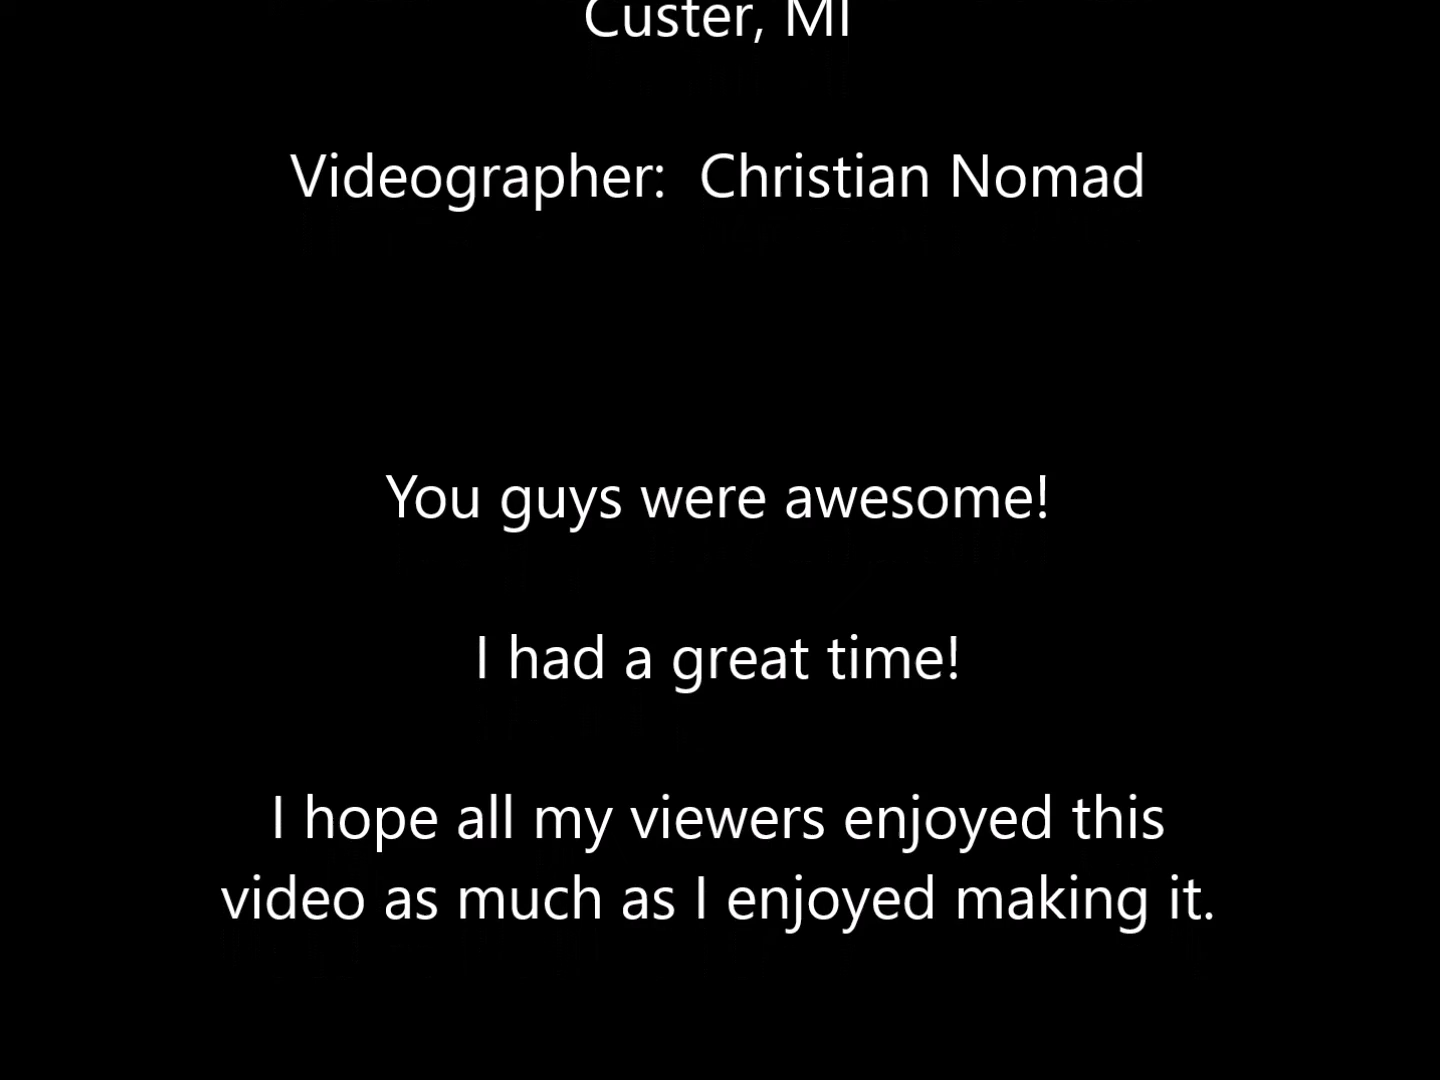 Custer, MI
Videographer:  Christian Nomad
You guys were awesome!
I had a great time!
I hope all my viewers enjoyed this
video as much as I enjoyed making it.